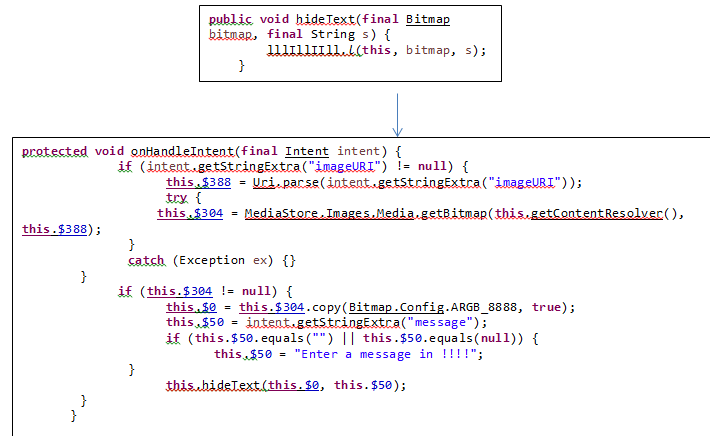 public void hideText(final Bitmap
bitmap, final String s) {
lllIllIIll.l(this, bitmap, s);
}
protected void onHandleIntent(final Intent intent) {
if (intent.getStringExtra("imageURI") != null) {
this.$388 = Uri.parse(intent.getStringExtra("imageURI"));
try {
this.$304 = MediaStore.Images.Media.getBitmap(this.getContentResolver(),
this.$388);
}
catch (Exception ex) {}
}
if (this.$304 != null) {
this.$0 = this.$304.copy(Bitmap.Config.ARGB_8888, true);
this.$50 = intent.getStringExtra("message");
if (this.$50.equals("") || this.$50.equals(null)) {
this.$50 = "Enter a message in !!!!";
}
this.hideText(this.$0, this.$50);
}
}